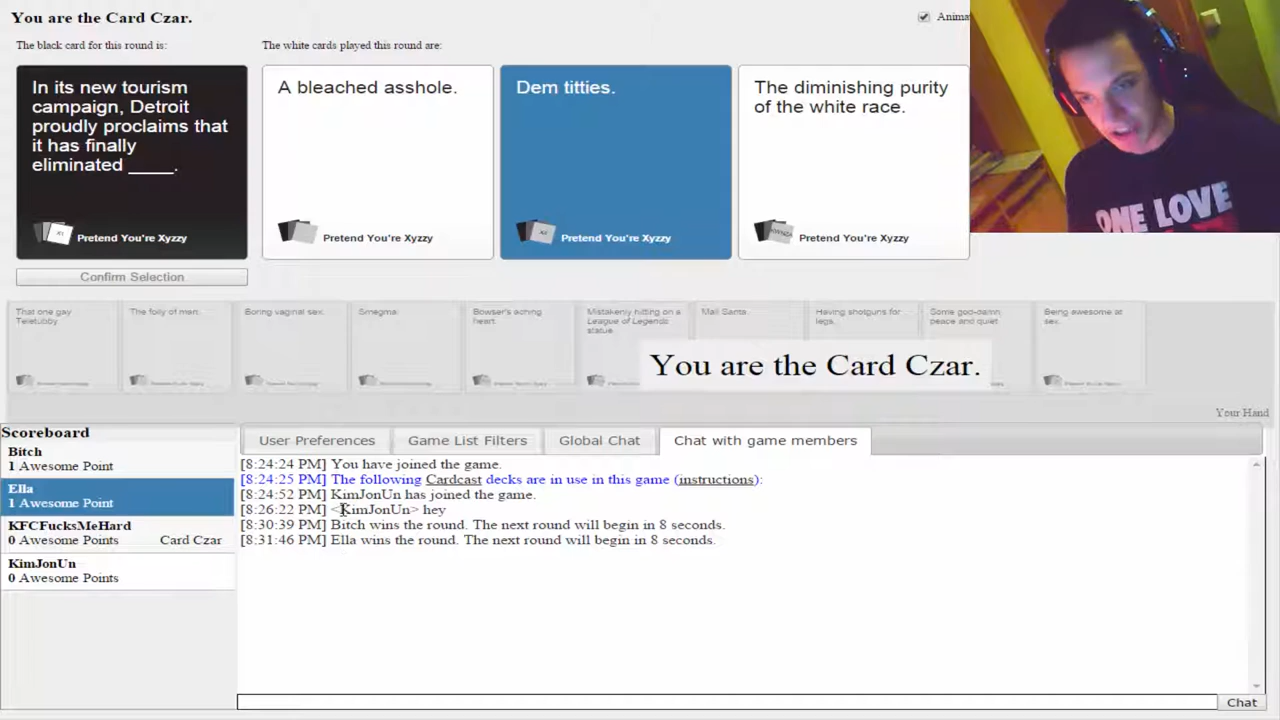 You are the Card Czar.
Anima
The black card for this round is:
The white cards played this round are:
In its new tourism
campaign, Detroit
proudly proclaims that
it has finally
eliminated ____.
Pretend You're Xyzzy
A bleached asshole.
Pretend You're Xyzzy
Dem titties.
Pretend You're Xyzzy
The diminishing purity
of the white race.
Pretend You're Xyzzy
ONE LOVE
Confirm Selection
That one gay
Teletubby.
The folly of man.
Boring vaginal sex.
Smegma.
Bowser's aching
heart.
Mistakenly hitting on a
League of Legends
statue.
Mall Santa.
Having shotguns for
legs.
Some god-damn
peace and quiet.
Being awesome at
sex.
You are the Card Czar.
Your Hand
Scoreboard
Bitch
1 Awesome Point
Ella
1 Awesome Point
KFCFucksMeHard
0 Awesome Points Card Czar
KimJonUn
0 Awesome Points
User Preferences
Game List Filters
Global Chat
Chat with game members
[8:24:24 PM] You have joined the game.
[8:24:25 PM] The following Cardcast decks are in use in this game (instructions):
[8:24:52 PM] KimJonUn has joined the game.
[8:26:22 PM] <KimJonUn> hey
[8:30:39 PM] Bitch wins the round. The next round will begin in 8 seconds.
[8:31:46 PM] Ella wins the round. The next round will begin in 8 seconds.
Chat